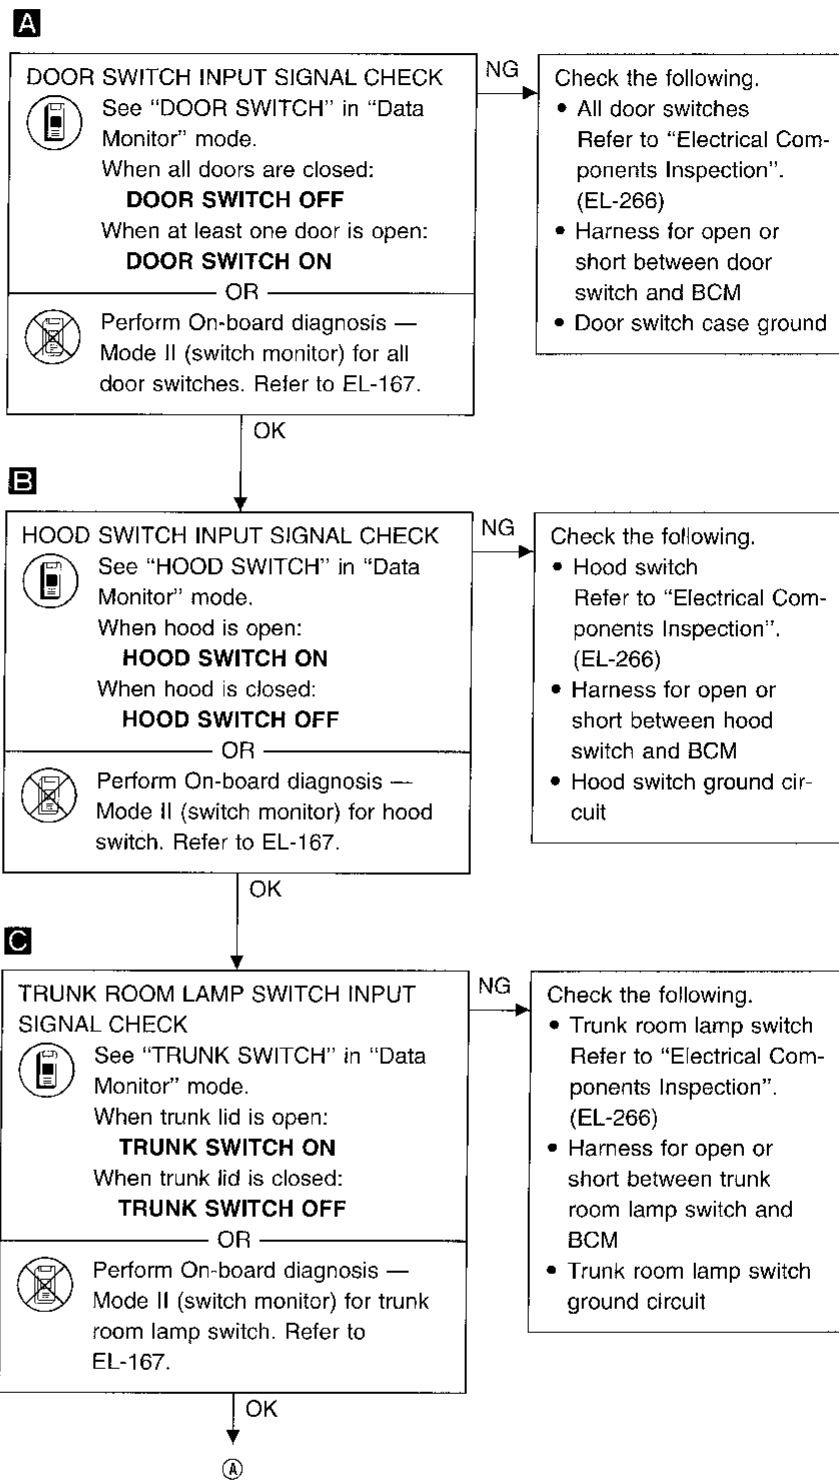 A
DOOR SWITCH INPUT SIGNAL CHECK
See “DOOR SWITCH” in “Data
Monitor” mode.
When all doors are closed:
DOOR SWITCH OFF
When at least one door is open:
DOOR SWITCH ON
OR
Perform On-board diagnosis —
Mode II (switch monitor) for all
door switches. Refer to EL-167.
NG
Check the following.
• All door switches
Refer to “Electrical Com-
ponents Inspection”.
(EL-266)
• Harness for open or
short between door
switch and BCM
• Door switch case ground
OK
B
HOOD SWITCH INPUT SIGNAL CHECK
See “HOOD SWITCH” in “Data
Monitor” mode.
When hood is open:
HOOD SWITCH ON
When hood is closed:
HOOD SWITCH OFF
OR
Perform On-board diagnosis —
Mode II (switch monitor) for hood
switch. Refer to EL-167.
NG
Check the following.
• Hood switch
Refer to “Electrical Com-
ponents Inspection”.
(EL-266)
• Harness for open or
short between hood
switch and BCM
• Hood switch ground cir-
cuit
OK
C
TRUNK ROOM LAMP SWITCH INPUT
SIGNAL CHECK
See “TRUNK SWITCH” in “Data
Monitor” mode.
When trunk lid is open:
TRUNK SWITCH ON
When trunk lid is closed:
TRUNK SWITCH OFF
OR
Perform On-board diagnosis —
Mode II (switch monitor) for trunk
room lamp switch. Refer to
EL-167.
NG
Check the following.
• Trunk room lamp switch
Refer to “Electrical Com-
ponents Inspection”.
(EL-266)
• Harness for open or
short between trunk
room lamp switch and
BCM
• Trunk room lamp switch
ground circuit
OK
Ⓐ